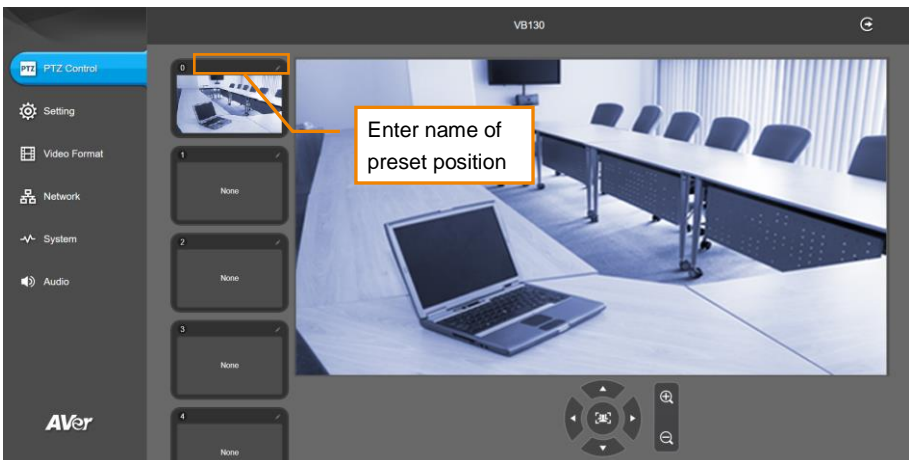 VB130
PTZ PTZ Control
Setting
Video Format
Network
System
Audio
AVer
0
1
None
2
None
3
None
4
None
Enter name of
preset position